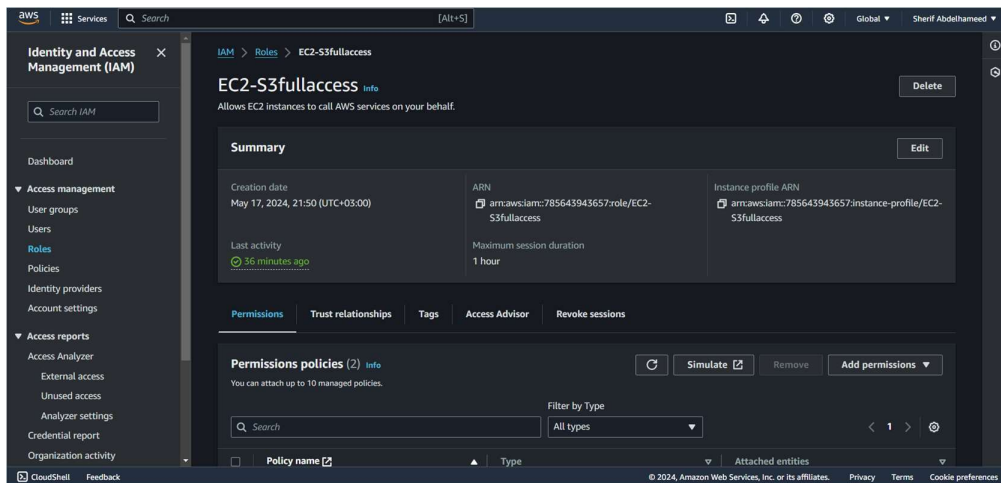 aws
Services
Search
[Alt+S]
Global ▼
Sherif Abdelhameed ▼
Identity and Access Management (IAM)
Search IAM
Dashboard
Access management
User groups
Users
Roles
Policies
Identity providers
Account settings
Access reports
Access Analyzer
External access
Unused access
Analyzer settings
Credential report
Organization activity
IAM > Roles > EC2-S3fullaccess
EC2-S3fullaccess Info
Delete
Allows EC2 instances to call AWS services on your behalf.
Summary
Edit
Creation date
May 17, 2024, 21:50 (UTC+03:00)
ARN
arn:aws:iam::785643943657:role/EC2-
S3fullaccess
Instance profile ARN
arn:aws:iam::785643943657:instance-profile/EC2-
S3fullaccess
Last activity
36 minutes ago
Maximum session duration
1 hour
Permissions
Trust relationships
Tags
Access Advisor
Revoke sessions
Permissions policies (2) Info
Simulate
Remove
Add permissions ▼
You can attach up to 10 managed policies.
Filter by Type
Search
All types
1
Policy name
Type
Attached entities
CloudShell
Feedback
© 2024, Amazon Web Services, Inc. or its affiliates.
Privacy
Terms
Cookie preferences